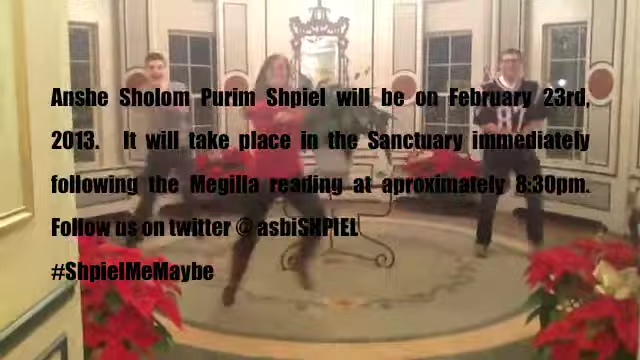 Anshe Sholom Purim Shpiel will be on February 23rd,
2013. It will take place in the Sanctuary immediately
following the Megilla reading at aproximately 8:30pm.
Follow us on twitter @asbiSHPIEL
#ShpielMeMaybe
87